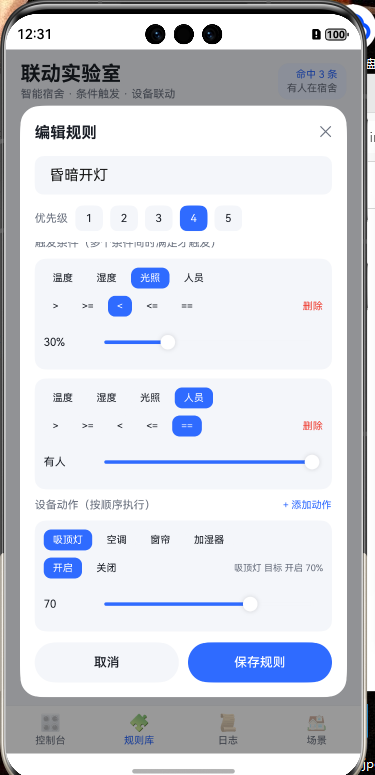 12:31
100
联动实验室
智能宿舍 · 条件触发 · 设备联动
命中 3 条
有人在宿舍
编辑规则
昏暗开灯
优先级 1 2 3 4 5
触发条件（多个条件同时满足才触发）
温度 湿度 光照 人员
> >= < <= == 删除
30%
温度 湿度 光照 人员
> >= < <= == 删除
有人
设备动作（按顺序执行） + 添加动作
吸顶灯 空调 窗帘 加湿器
开启 关闭 吸顶灯 目标 开启 70%
70
取消 保存规则
控制台 规则库 日志 场景